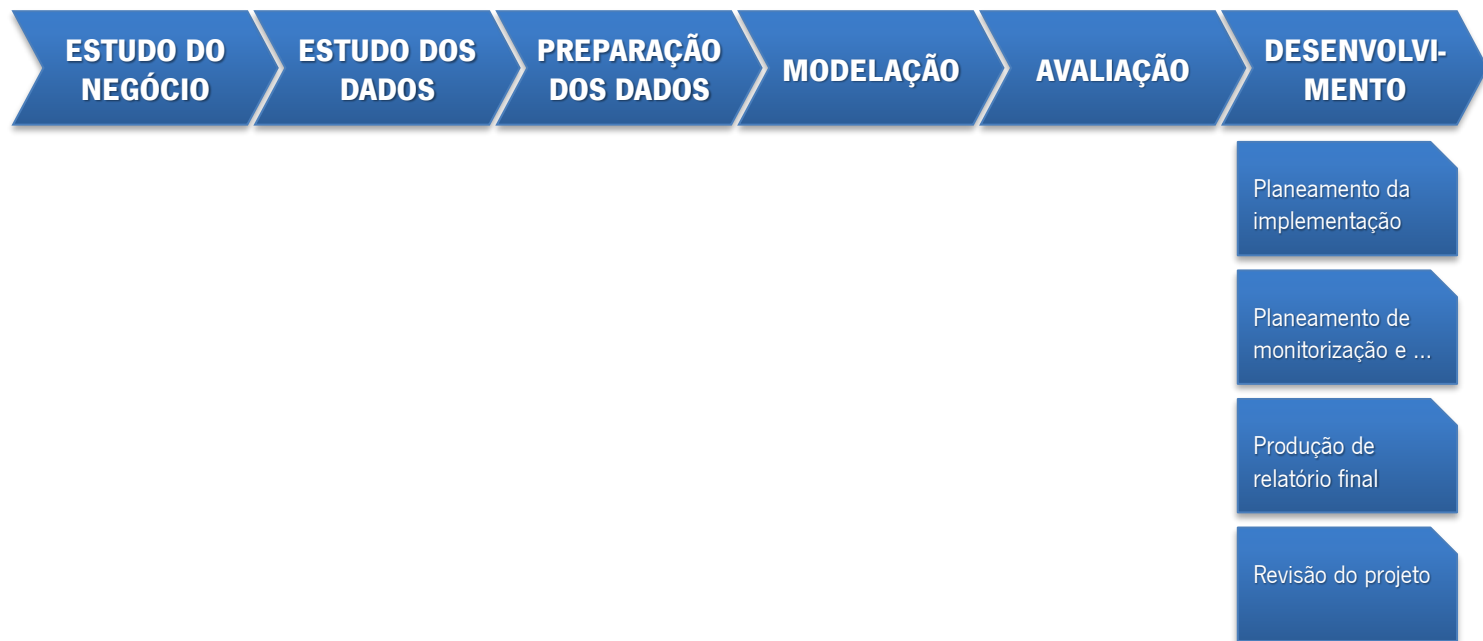 ESTUDO DO
NEGÓCIO
ESTUDO DOS
DADOS
PREPARAÇÃO
DOS DADOS
MODELAÇÃO
AVALIAÇÃO
DESENVOLVI-
MENTO
Planeamento da
implementação
Planeamento de
monitorização e ...
Produção de
relatório final
Revisão do projeto